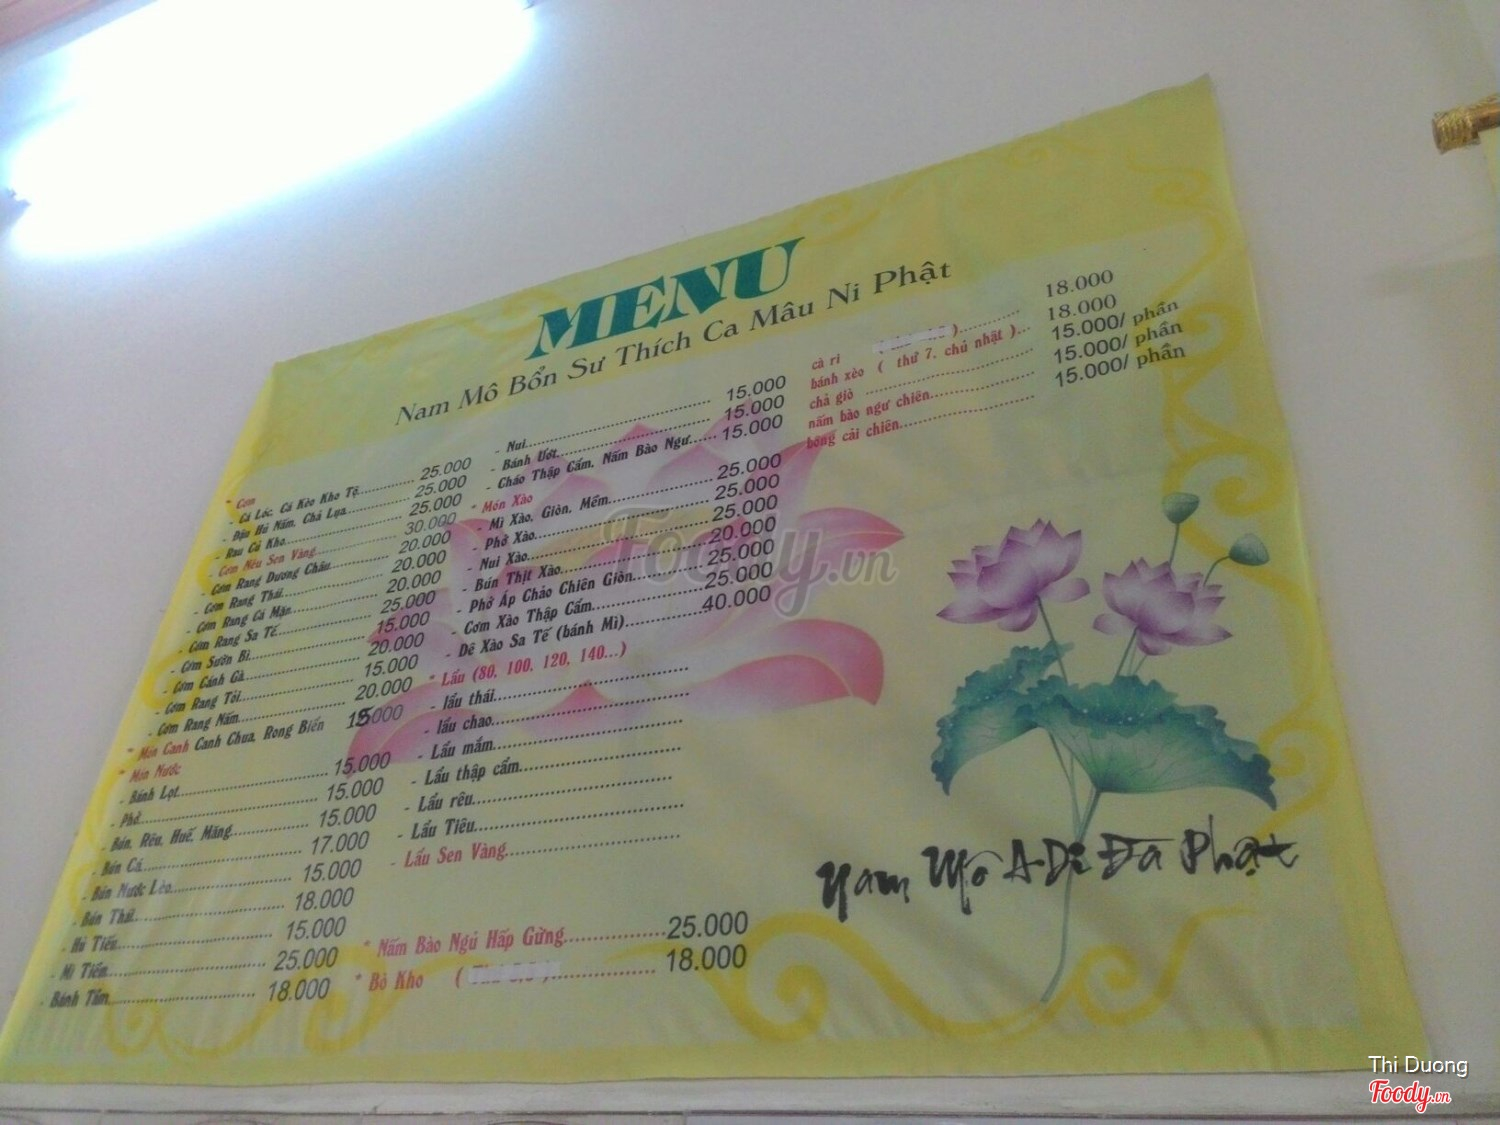 MENU
Nam Mô Bổn Sư Thích Ca Mâu Ni Phật
* Cơm
- Cá Lóc, Cá Kèo Kho Tộ 25.000
- Đậu Hủ Nấm, Chả Lụa 25.000
- Rau Củ Kho 25.000
- Cơm Nêu Sen Vàng 30.000
- Cơm Rang Dương Châu 20.000
- Cơm Rang Thái 20.000
- Cơm Rang Cá Mặn 20.000
- Cơm Rang Sa Tế 25.000
- Cơm Sườn Bì 15.000
- Cơm Cánh Gà 20.000
- Cơm Rang Tỏi 15.000
- Cơm Rang Nấm 20.000
* Món Canh Canh Chua, Rong Biển 15000
* Món Nước
- Bánh Lọt 15.000
- Phở 15.000
- Bún, Rêu, Huế, Măng 15.000
- Bún Cá 17.000
- Bún Nước Lèo 15.000
- Bún Thái 18.000
- Hủ Tiếu 15.000
- Mì Tiềm 25.000
- Bánh Tằm 18.000
- Nui 15.000
- Bánh Ướt 15.000
- Cháo Thập Cẩm, Nấm Bào Ngư 15.000
* Món Xào
- Mì Xào, Giòn, Mềm 25.000
- Phở Xào 25.000
- Nui Xào 25.000
- Bún Thịt Xào 20.000
- Phở Áp Chảo Chiên Giòn 25.000
- Cơm Xào Thập Cẩm 25.000
- Dê Xào Sa Tế (bánh Mì) 40.000
* Lẩu (80, 100, 120, 140...)
- lẩu thái
- lẩu chao
- Lẩu mắm
- Lẩu thập cẩm
- Lẩu rêu
- Lẩu Tiêu
- Lẩu Sen Vàng
* Nấm Bào Ngủ Hấp Gừng 25.000
* Bò Kho ( ) 18.000
cà ri ( ) 18.000
bánh xèo ( thứ 7, chủ nhật ) 18.000
chả giò 15.000/ phần
nấm bào ngư chiên 15.000/ phần
bông cải chiên 15.000/ phần
Nam Mô A Di Đà Phật
Foody.vn
Thi Duong
Foody.vn